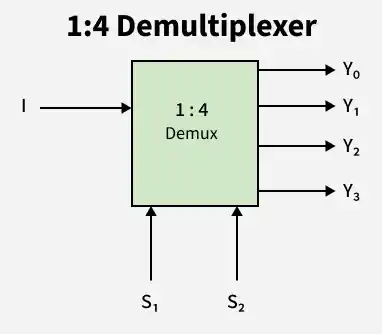 1:4 Demultiplexer
I
1 : 4
Demux
Y₀
Y₁
Y₂
Y₃
S₁ S₂